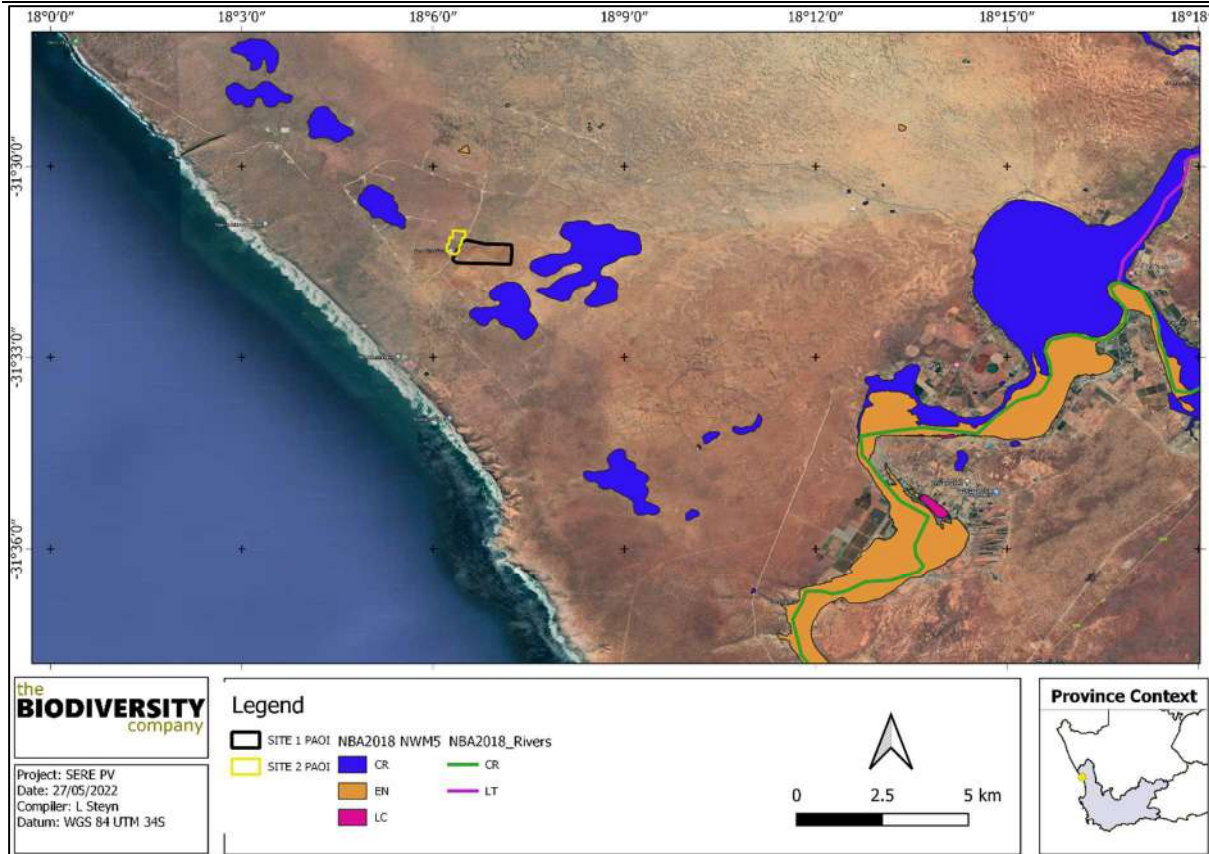 18°0'0" 18°3'0" 18°6'0" 18°9'0" 18°12'0" 18°15'0" 18°18'
-31°30'0"
-31°33'0"
-31°36'0"
the
BIODIVERSITY
company
Project: SERE PV
Date: 27/05/2022
Compiler: L Steyn
Datum: WGS 84 UTM 34S
Legend
SITE 1 PAOI NBA2018 NWM5 NBA2018_Rivers
SITE 2 PAOI CR CR
EN LT
LC
0 2.5 5 km
Province Context